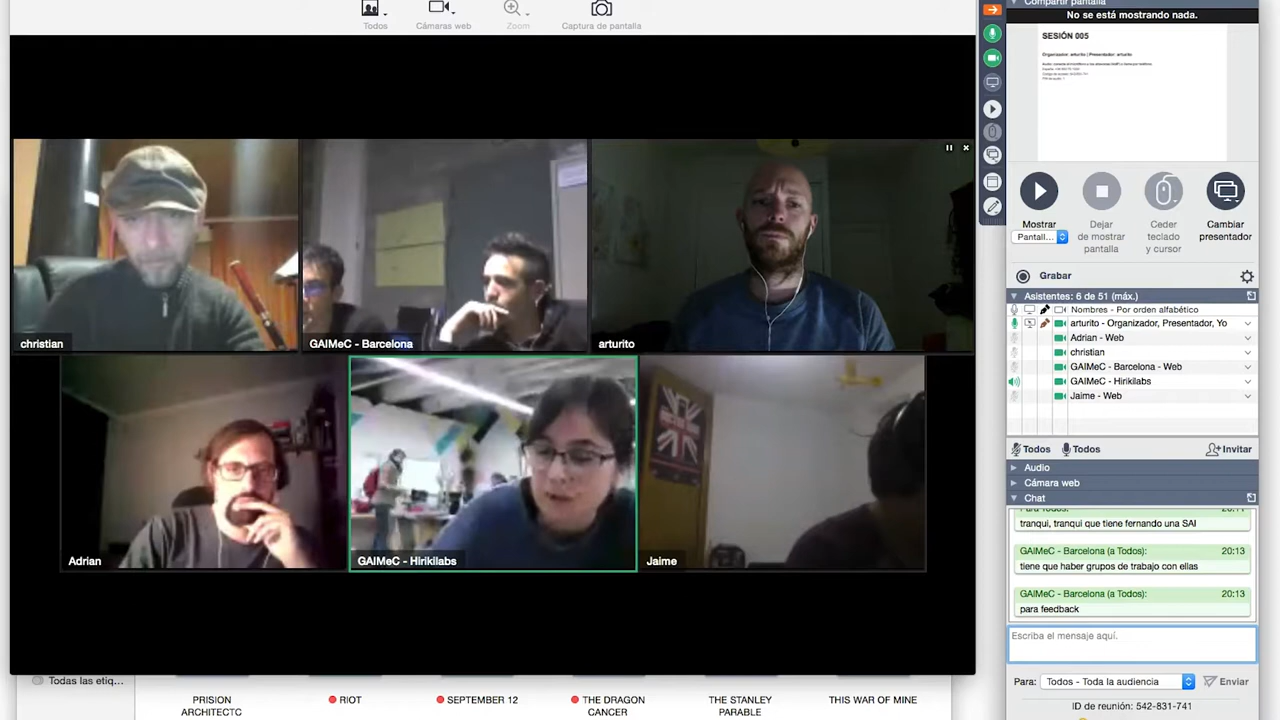 Todos
Cámaras web
Zoom
Captura de pantalla
christian
GAIMeC - Barcelona
arturito
Adrian
GAIMeC - Hirikilabs
Jaime
Todas las etiq...
PRISION
ARCHITECTC
RIOT
SEPTEMBER 12
THE DRAGON
CANCER
THE STANLEY
PARABLE
THIS WAR OF MINE
Compartir pantalla
No se está mostrando nada.
SESIÓN 005
Organizador: arturito | Presentador: arturito
Mostrar
Pantall...
Dejar
de mostrar
pantalla
Ceder
teclado
y cursor
Cambiar
presentador
Grabar
Asistentes: 6 de 51 (máx.)
Nombres - Por orden alfabético
arturito - Organizador, Presentador, Yo
Adrian - Web
christian
GAIMeC - Barcelona - Web
GAIMeC - Hirikilabs
Jaime - Web
Todos
Todos
Invitar
Audio
Cámara web
Chat
Para Todos:
tranqui, tranqui que tiene fernando una SAI
GAIMeC - Barcelona (a Todos): 20:13
tiene que haber grupos de trabajo con ellas
GAIMeC - Barcelona (a Todos): 20:13
para feedback
Escriba el mensaje aquí.
Para: Todos - Toda la audiencia
Enviar
ID de reunión: 542-831-741